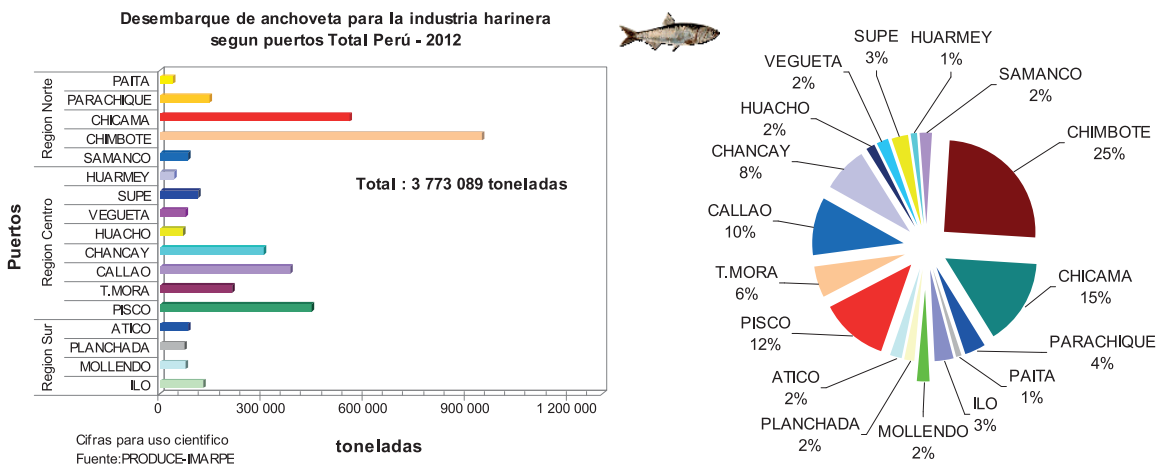 Desembarque de anchoveta para la industria harinera
segun puertos Total Perú - 2012
Puertos
Region Norte
PAITA
PARACHIQUE
CHICAMA
CHIMBOTE
SAMANCO
Region Centro
HUARMEY
SUPE
VEGUETA
HUACHO
CHANCAY
CALLAO
T.MORA
PISCO
Region Sur
ATICO
PLANCHADA
MOLLENDO
ILO
Total : 3 773 089 toneladas
0 300 000 600 000 900 000 1 200 000
toneladas
Cifras para uso cientifico
Fuente:PRODUCE-IMARPE
SUPE
3%
HUARMEY
1%
VEGUETA
2%
SAMANCO
2%
HUACHO
2%
CHIMBOTE
25%
CHANCAY
8%
CALLAO
10%
T.MORA
6%
CHICAMA
15%
PISCO
12%
PARACHIQUE
4%
ATICO
2%
PAITA
1%
PLANCHADA
2%
MOLLENDO
2%
ILO
3%